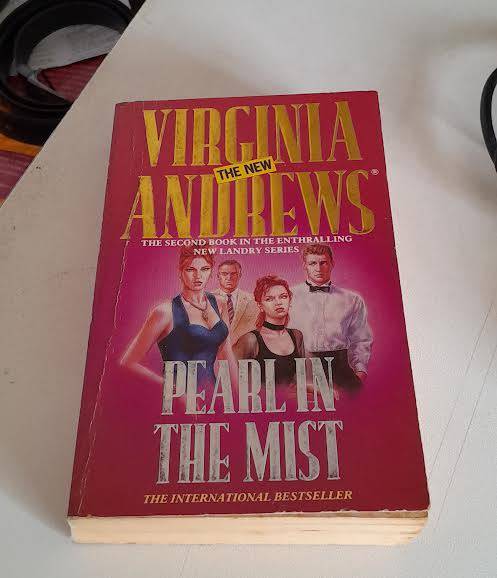 VIRGINIA
THE NEW
ANDREWS®
THE SECOND BOOK IN THE ENTHRALLING
NEW LANDRY SERIES
PEARL IN
THE MIST
THE INTERNATIONAL BESTSELLER